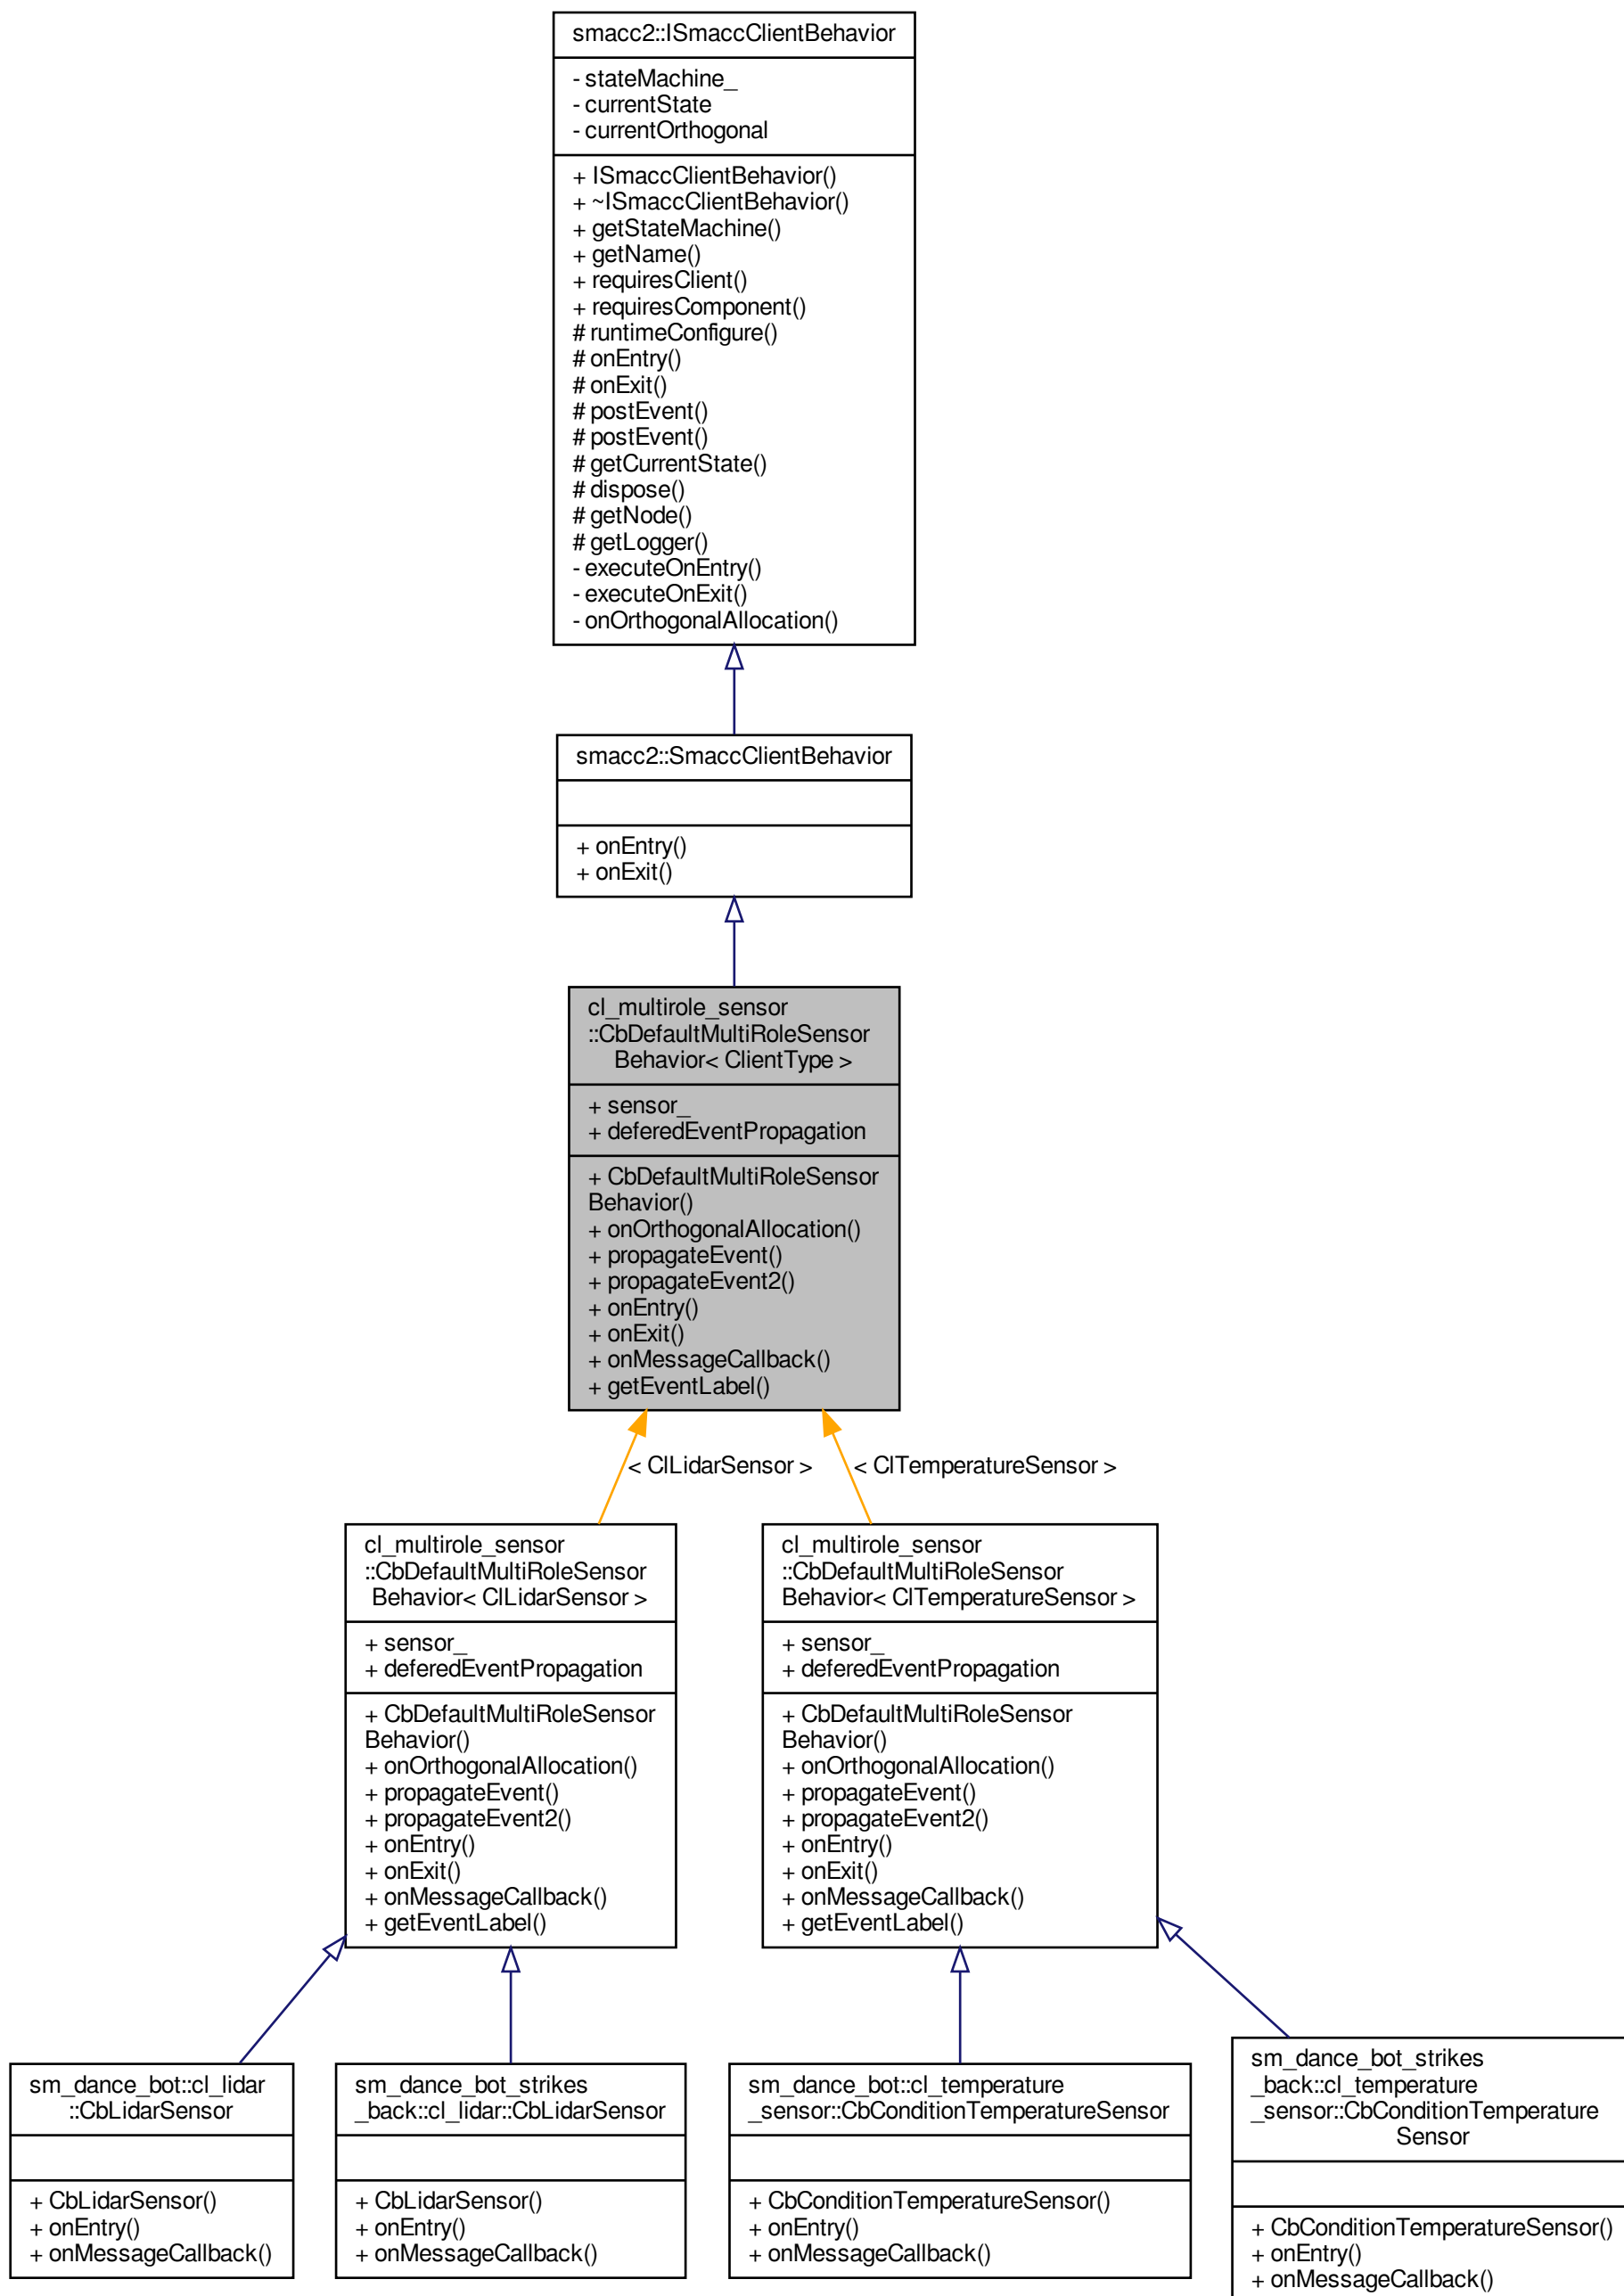 smacc2::ISmaccClientBehavior
- stateMachine_
- currentState
- currentOrthogonal
+ ISmaccClientBehavior()
+ ~ISmaccClientBehavior()
+ getStateMachine()
+ getName()
+ requiresClient()
+ requiresComponent()
# runtimeConfigure()
# onEntry()
# onExit()
# postEvent()
# postEvent()
# getCurrentState()
# dispose()
# getNode()
# getLogger()
- executeOnEntry()
- executeOnExit()
- onOrthogonalAllocation()
smacc2::SmaccClientBehavior
+ onEntry()
+ onExit()
cl_multirole_sensor
::CbDefaultMultiRoleSensor
Behavior< ClientType >
+ sensor_
+ deferedEventPropagation
+ CbDefaultMultiRoleSensor
Behavior()
+ onOrthogonalAllocation()
+ propagateEvent()
+ propagateEvent2()
+ onEntry()
+ onExit()
+ onMessageCallback()
+ getEventLabel()
< ClLidarSensor >
< ClTemperatureSensor >
cl_multirole_sensor
::CbDefaultMultiRoleSensor
Behavior< ClLidarSensor >
+ sensor_
+ deferedEventPropagation
+ CbDefaultMultiRoleSensor
Behavior()
+ onOrthogonalAllocation()
+ propagateEvent()
+ propagateEvent2()
+ onEntry()
+ onExit()
+ onMessageCallback()
+ getEventLabel()
cl_multirole_sensor
::CbDefaultMultiRoleSensor
Behavior< ClTemperatureSensor >
+ sensor_
+ deferedEventPropagation
+ CbDefaultMultiRoleSensor
Behavior()
+ onOrthogonalAllocation()
+ propagateEvent()
+ propagateEvent2()
+ onEntry()
+ onExit()
+ onMessageCallback()
+ getEventLabel()
sm_dance_bot::cl_lidar
::CbLidarSensor
+ CbLidarSensor()
+ onEntry()
+ onMessageCallback()
sm_dance_bot_strikes
_back::cl_lidar::CbLidarSensor
+ CbLidarSensor()
+ onEntry()
+ onMessageCallback()
sm_dance_bot::cl_temperature
_sensor::CbConditionTemperatureSensor
+ CbConditionTemperatureSensor()
+ onEntry()
+ onMessageCallback()
sm_dance_bot_strikes
_back::cl_temperature
_sensor::CbConditionTemperature
Sensor
+ CbConditionTemperatureSensor()
+ onEntry()
+ onMessageCallback()